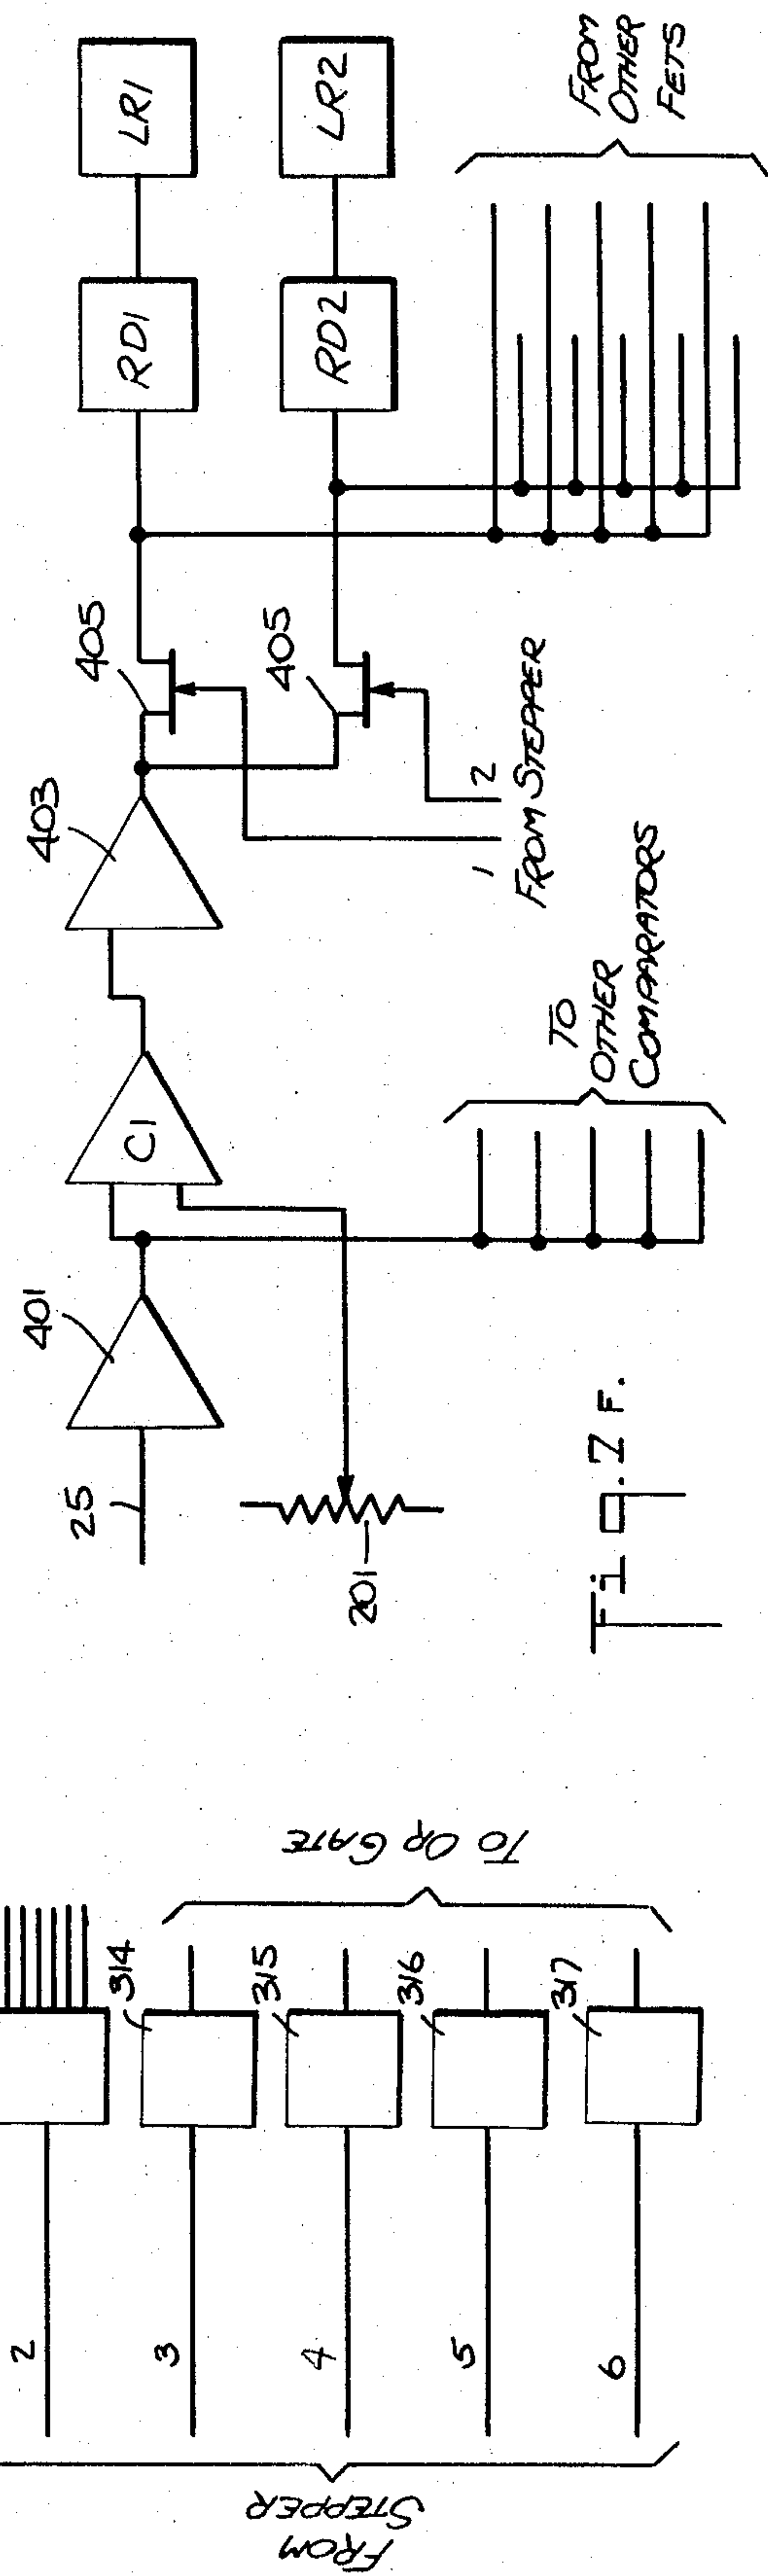 LR1
LR2
FROM
OTHER
FETS
RD1
RD2
405
405
403
1
2
FROM STEPPER
C1
TO
OTHER
COMPARATORS
401
25
201
Fig. 7F.
TO OR GATE
314
315
316
317
2
3
4
5
6
FROM
STEPPER